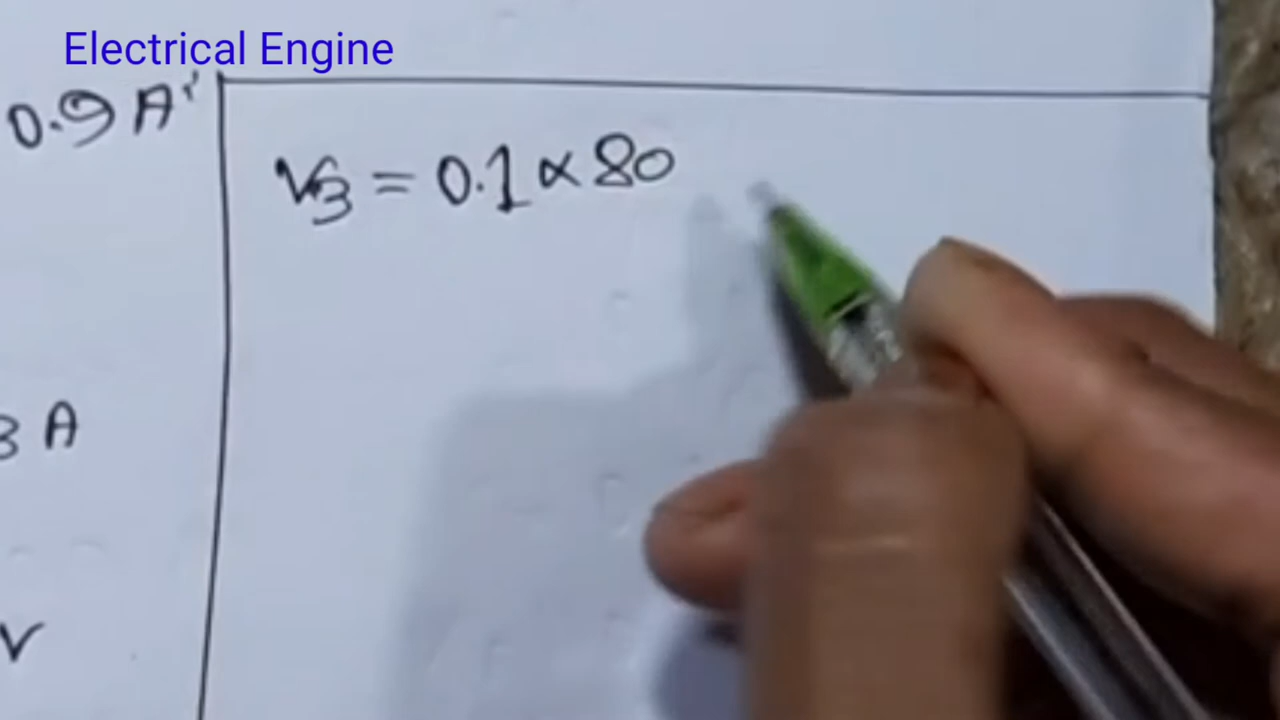 Electrical Engine
0.9 A
V3 = 0.1 × 80
3 A
V